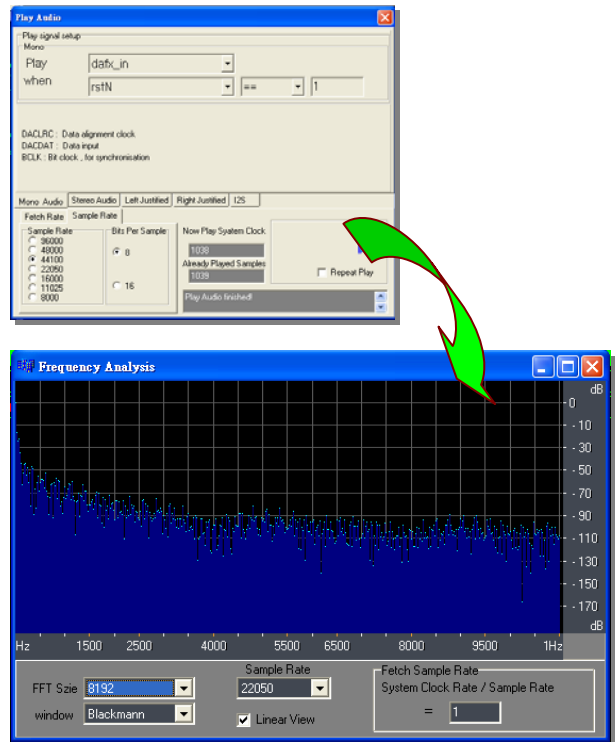 Play Audio
Play signal setup
Mono
Play dafx_in
when rstN == 1
DACLRC : Data alignment clock
DACDAT : Data input
BCLK : Bit clock , for synchronisation
Mono Audio Stereo Audio Left Justified Right Justified I2S
Fetch Rate Sample Rate
Sample Rate
96000
48000
44100
22050
16000
11025
8000
Bits Per Sample
8
16
Now Play System Clock
1038
Already Played Samples
1039
Repeat Play
Play Audio finished!
Frequency Analysis
dB
0
- 10
- 30
- 50
- 70
- 90
- 110
- 130
- 150
- 170
dB
Hz 1500 2500 4000 5500 6500 8000 9500 1Hz
FFT Szie 8192
window Blackmann
Sample Rate
22050
Linear View
Fetch Sample Rate
System Clock Rate / Sample Rate
= 1